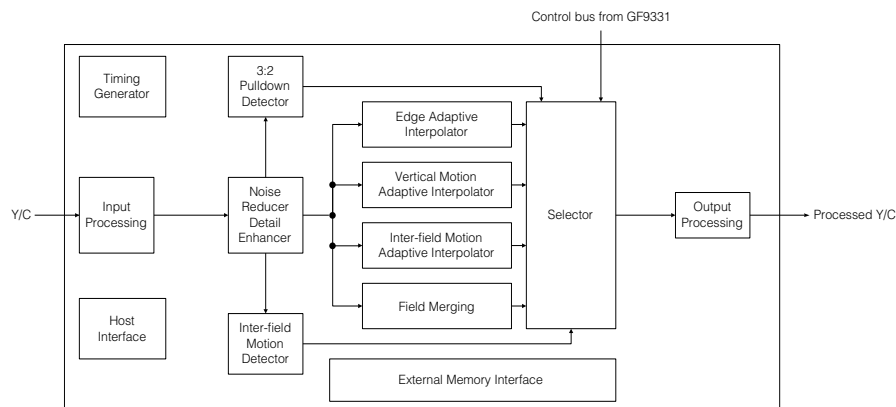 Control bus from GF9331
Timing
Generator
3:2
Pulldown
Detector
Edge Adaptive
Interpolator
Vertical Motion
Adaptive Interpolator
Y/C
Input
Processing
Noise
Reducer
Detail
Enhancer
Selector
Output
Processing
Processed Y/C
Inter-field Motion
Adaptive Interpolator
Field Merging
Host
Interface
Inter-field
Motion
Detector
External Memory Interface